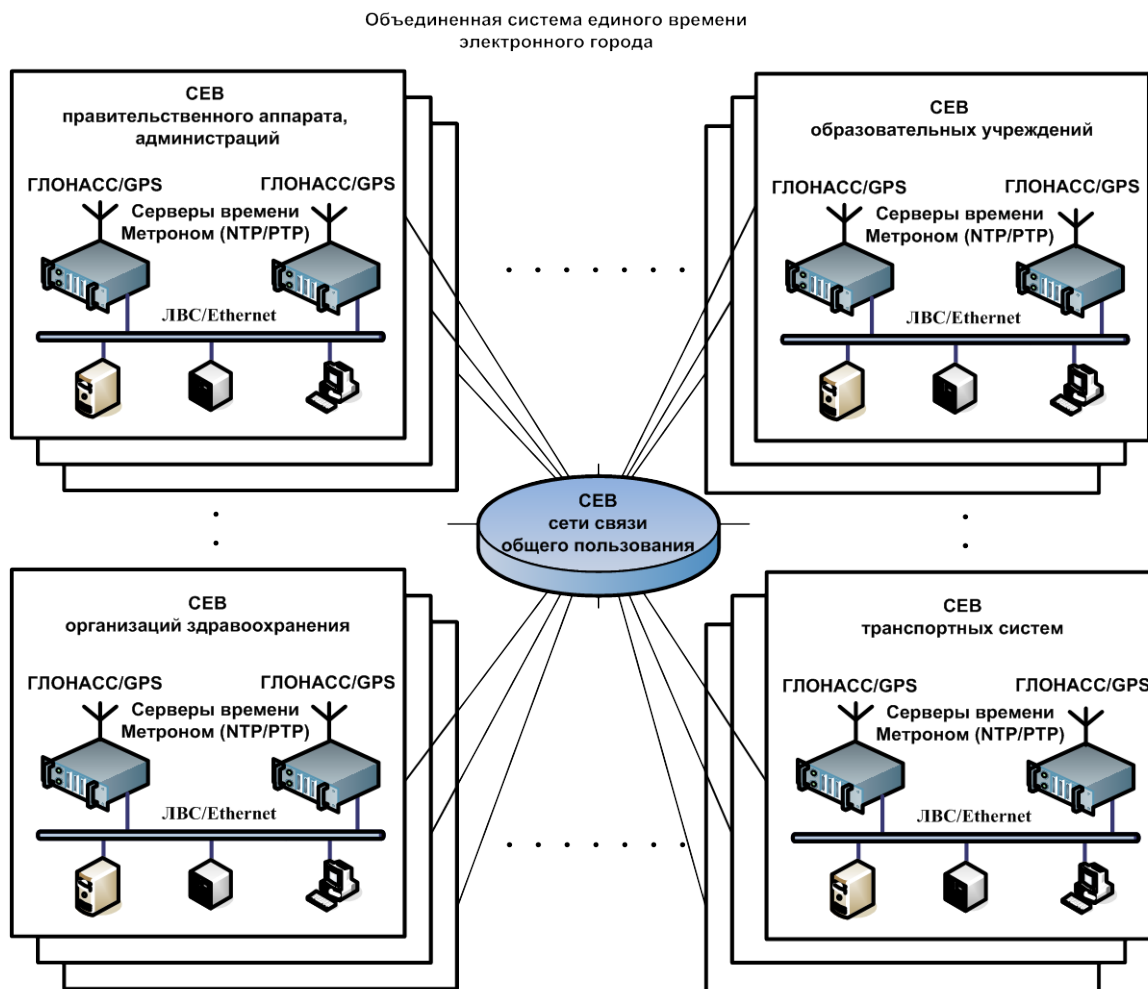 Объединенная система единого времени
электронного города
СЕВ
правительственного аппарата,
администраций
ГЛОНАСС/GPS
ГЛОНАСС/GPS
Серверы времени
Метроном (NTP/PTP)
ЛВС/Ethernet
СЕВ
образовательных учреждений
ГЛОНАСС/GPS
ГЛОНАСС/GPS
Серверы времени
Метроном (NTP/PTP)
ЛВС/Ethernet
СЕВ
сети связи
общего пользования
СЕВ
организаций здравоохранения
ГЛОНАСС/GPS
ГЛОНАСС/GPS
Серверы времени
Метроном (NTP/PTP)
ЛВС/Ethernet
СЕВ
транспортных систем
ГЛОНАСС/GPS
ГЛОНАСС/GPS
Серверы времени
Метроном (NTP/PTP)
ЛВС/Ethernet